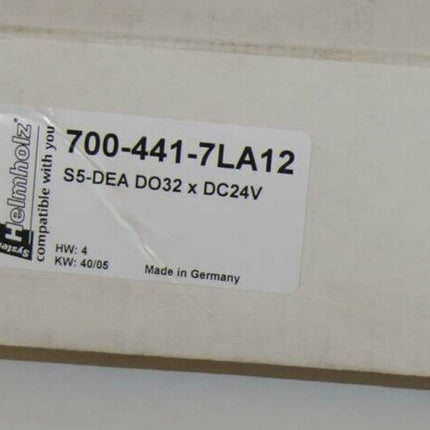 Systeme Helmholz®
compatible with you
700-441-7LA12
S5-DEA DO32 x DC24V
HW: 4
KW: 40/05
Made in Germany